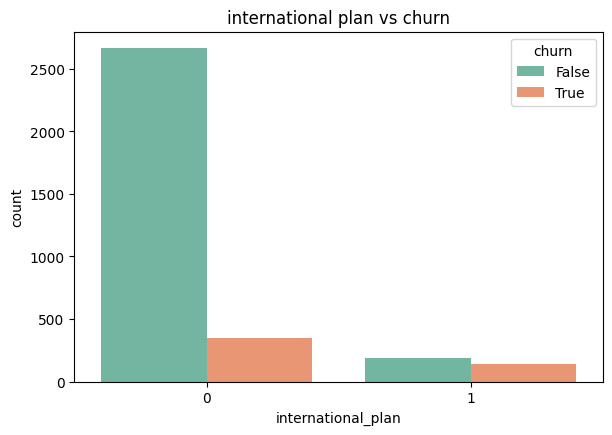 international plan vs churn
churn
False
True
2500
2000
1500
1000
500
0
count
0 1
international_plan